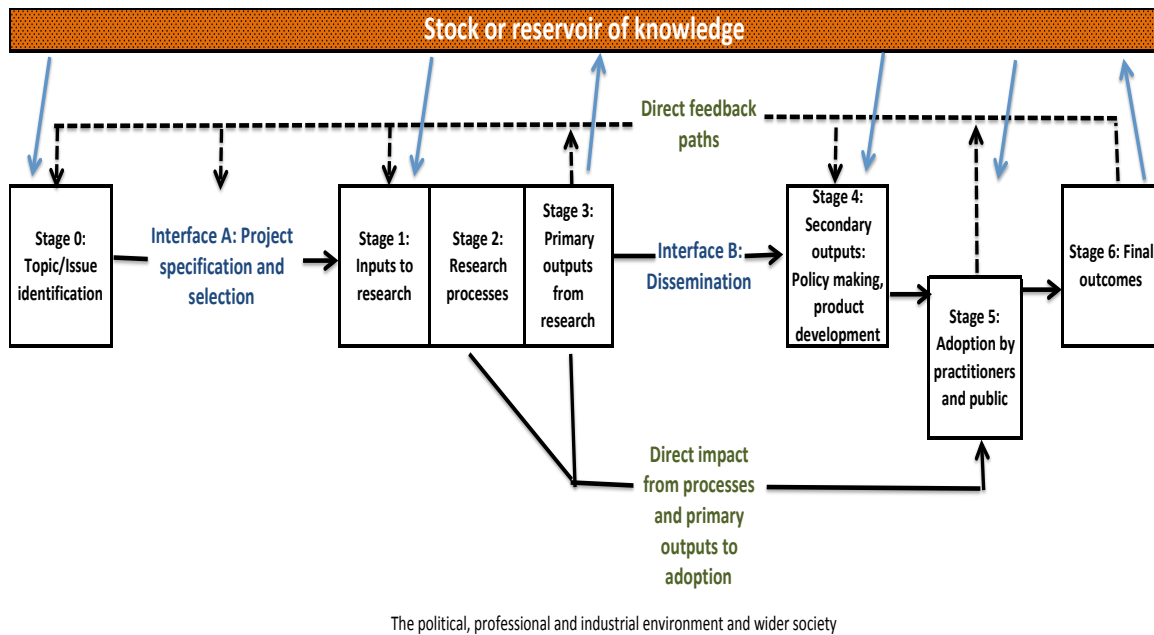 Stock or reservoir of knowledge
Direct feedback
paths
Stage 0:
Topic/Issue
identification
Interface A: Project
specification and
selection
Stage 1:
Inputs to
research
Stage 2:
Research
processes
Stage 3:
Primary
outputs
from
research
Interface B:
Dissemination
Stage 4:
Secondary
outputs:
Policy making,
product
development
Stage 5:
Adoption by
practitioners
and public
Stage 6: Final
outcomes
Direct impact
from processes
and primary
outputs to
adoption
The political, professional and industrial environment and wider society